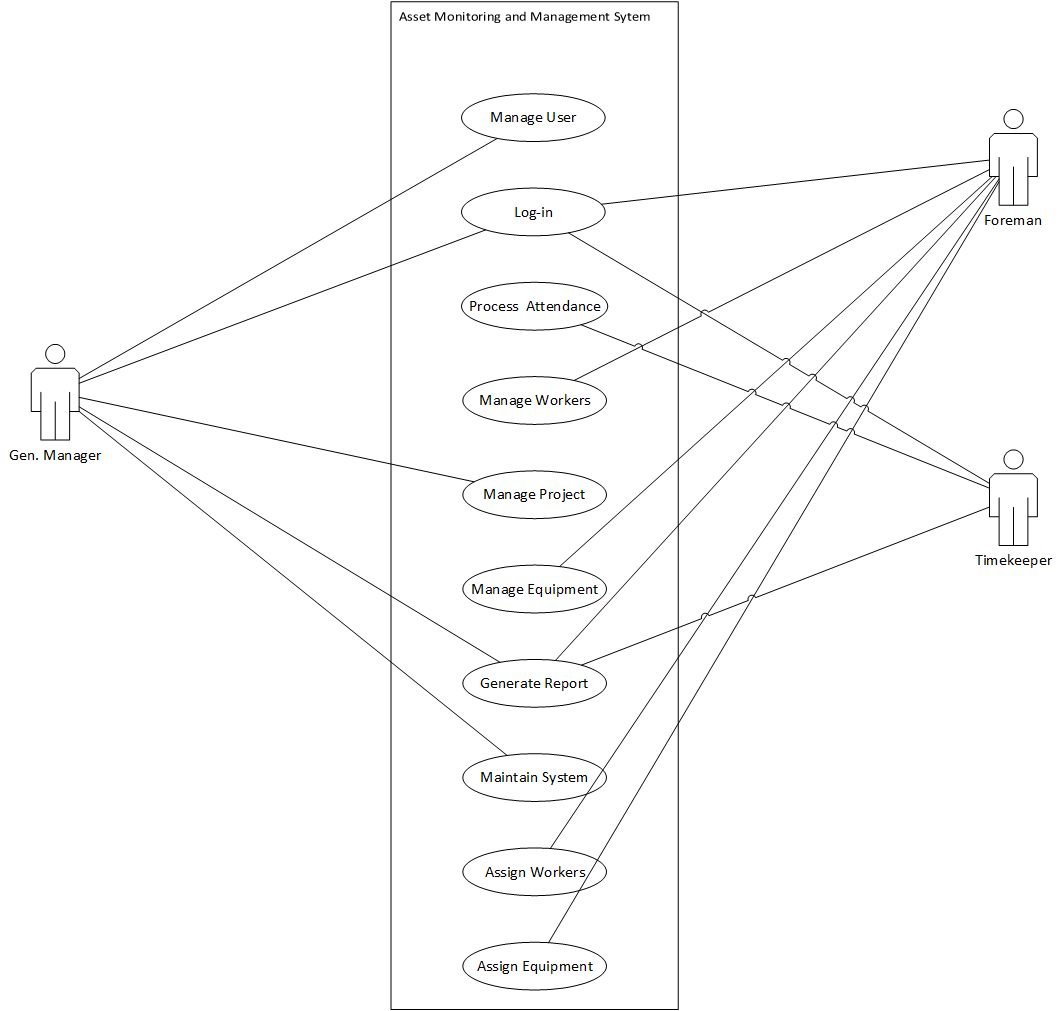 Asset Monitoring and Management Sytem
Manage User
Log-in
Foreman
Process Attendance
Manage Workers
Gen. Manager
Manage Project
Timekeeper
Manage Equipment
Generate Report
Maintain System
Assign Workers
Assign Equipment